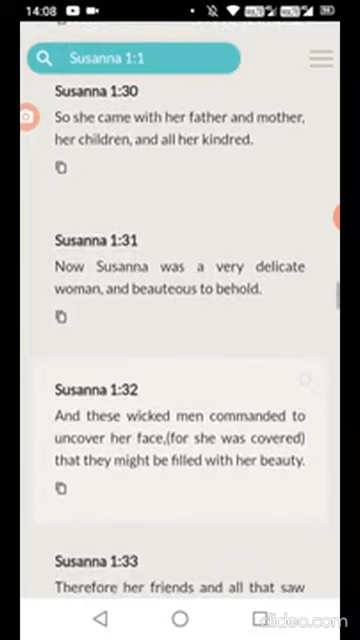 14:08
Susanna 1:1
Susanna 1:30
So she came with her father and mother,
her children, and all her kindred.
Susanna 1:31
Now Susanna was a very delicate
woman, and beauteous to behold.
Susanna 1:32
And these wicked men commanded to
uncover her face,(for she was covered)
that they might be filled with her beauty.
Susanna 1:33
Therefore her friends and all that saw
clideo.com